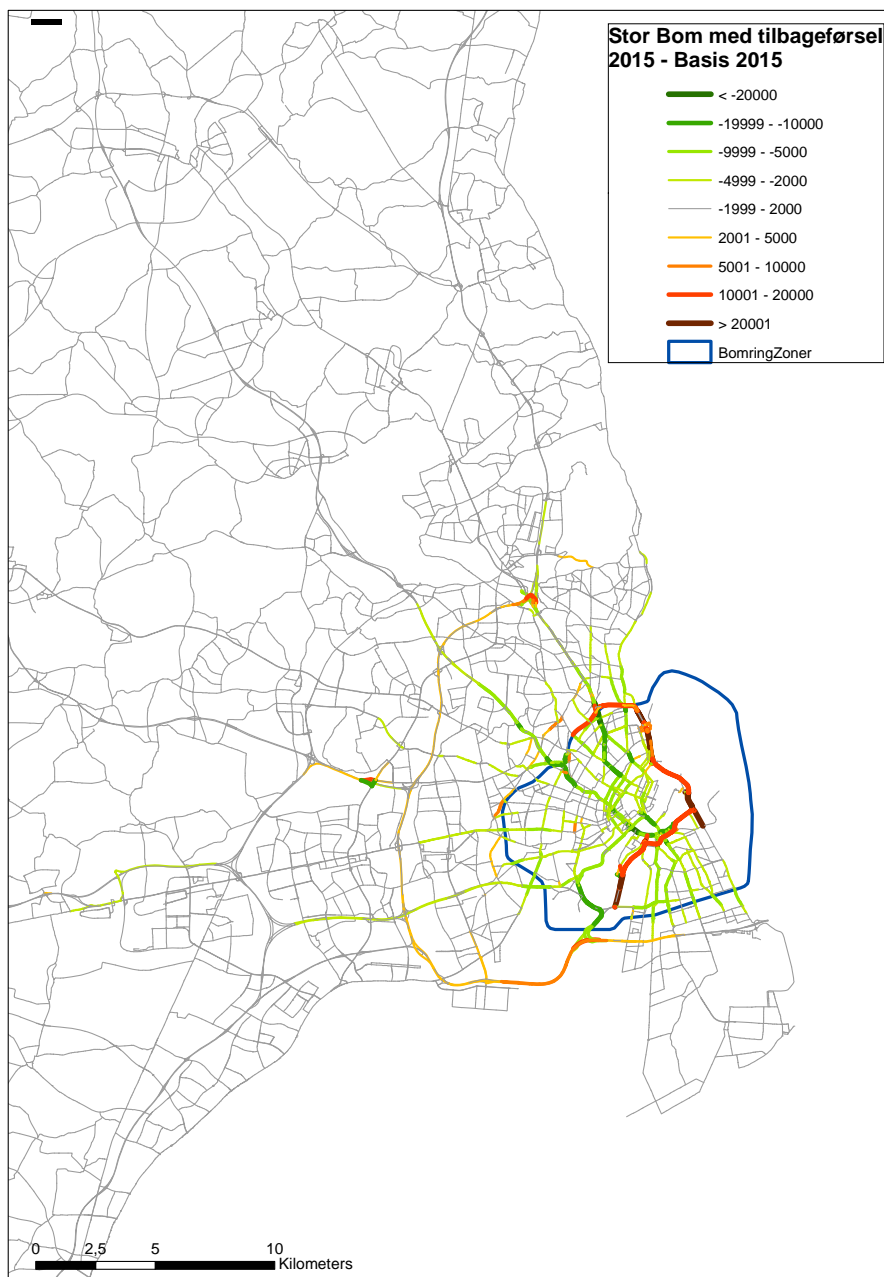 Stor Bom med tilbageførsel
2015 - Basis 2015
< -20000
-19999 - -10000
-9999 - -5000
-4999 - -2000
-1999 - 2000
2001 - 5000
5001 - 10000
10001 - 20000
> 20001
BomringZoner
0 2,5 5 10
Kilometers